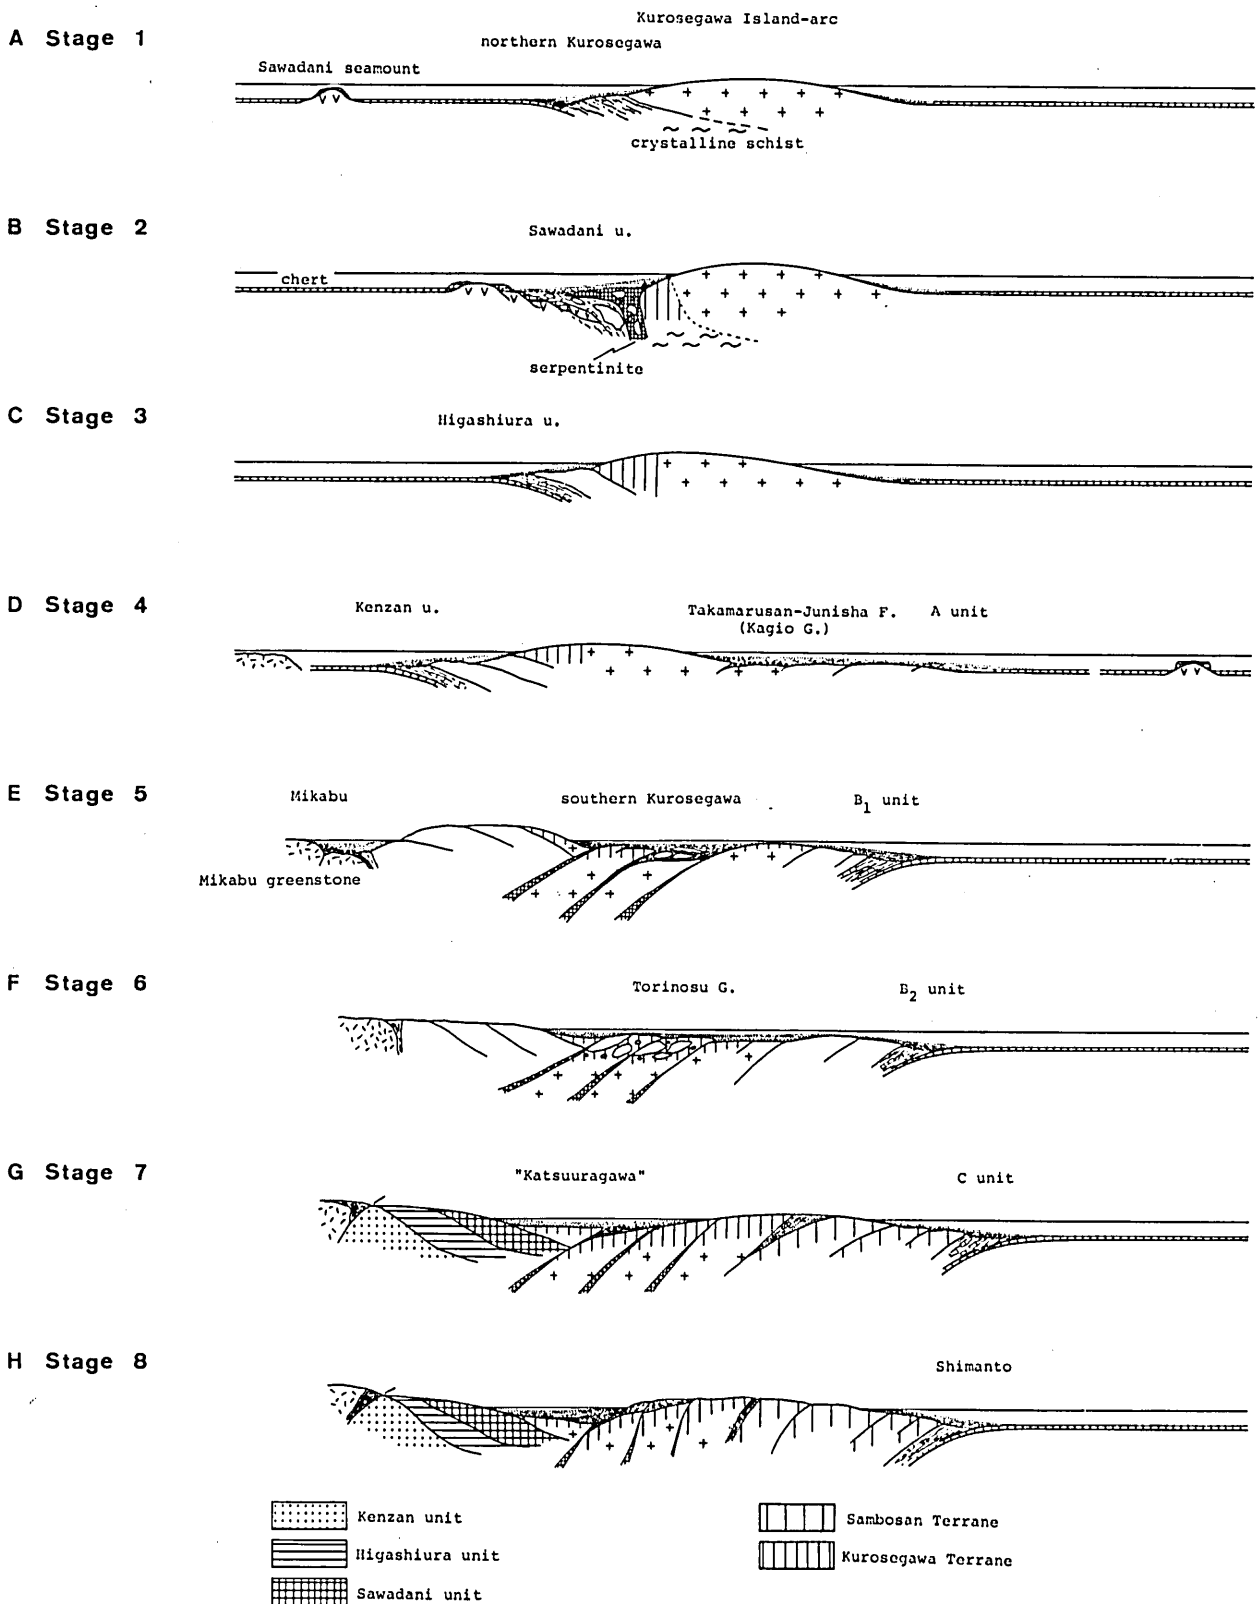 A Stage 1
Kurosegawa Island-arc
northern Kurosegawa
Sawadani seamount
crystalline schist
B Stage 2
Sawadani u.
chert
serpentinite
C Stage 3
Higashiura u.
D Stage 4
Kenzan u.
Takamarusan-Junisha F. A unit
(Kagio G.)
E Stage 5
Mikabu
southern Kurosegawa
B1 unit
Mikabu greenstone
F Stage 6
Torinosu G.
B2 unit
G Stage 7
"Katsuuragawa"
C unit
H Stage 8
Shimanto
Kenzan unit
Higashiura unit
Sawadani unit
Sambosan Terrane
Kurosegawa Terrane